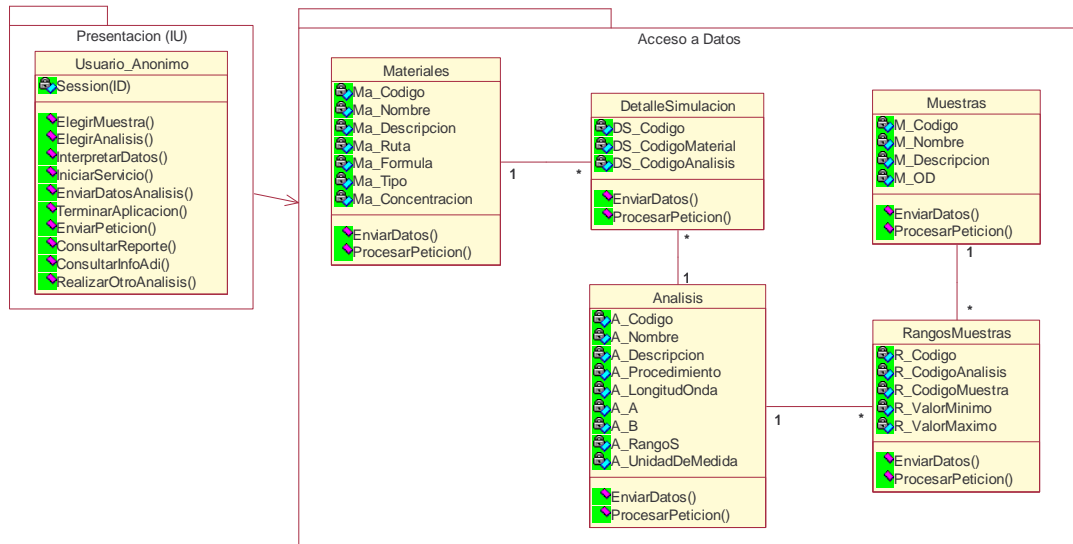 Presentacion (IU)
Usuario_Anonimo
Session(ID)
ElegirMuestra()
ElegirAnalisis()
InterpretarDatos()
IniciarServicio()
EnviarDatosAnalisis()
TerminarAplicacion()
EnviarPeticion()
ConsultarReporte()
ConsultarInfoAdi()
RealizarOtroAnalisis()
Acceso a Datos
Materiales
Ma_Codigo
Ma_Nombre
Ma_Descripcion
Ma_Ruta
Ma_Formula
Ma_Tipo
Ma_Concentracion
EnviarDatos()
ProcesarPeticion()
1
*
DetalleSimulacion
DS_Codigo
DS_CodigoMaterial
DS_CodigoAnalisis
EnviarDatos()
ProcesarPeticion()
*
1
Muestras
M_Codigo
M_Nombre
M_Descripcion
M_OD
EnviarDatos()
ProcesarPeticion()
1
*
Analisis
A_Codigo
A_Nombre
A_Descripcion
A_Procedimiento
A_LongitudOnda
A_A
A_B
A_RangoS
A_UnidadDeMedida
EnviarDatos()
ProcesarPeticion()
1
*
RangosMuestras
R_Codigo
R_CodigoAnalisis
R_CodigoMuestra
R_ValorMinimo
R_ValorMaximo
EnviarDatos()
ProcesarPeticion()